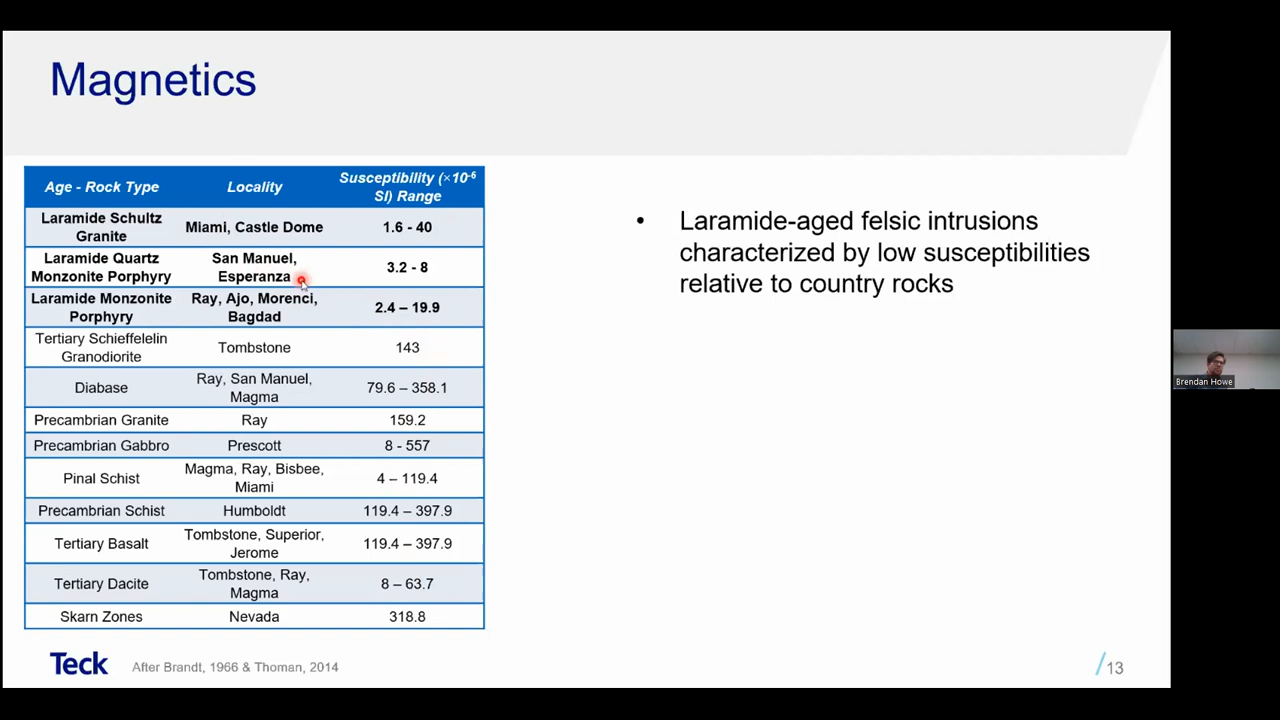 Magnetics
Age - Rock Type Locality Susceptibility (×10-6 SI) Range
Laramide Schultz Granite Miami, Castle Dome 1.6 - 40
Laramide Quartz Monzonite Porphyry San Manuel, Esperanza 3.2 - 8
Laramide Monzonite Porphyry Ray, Ajo, Morenci, Bagdad 2.4 – 19.9
Tertiary Schieffelelin Granodiorite Tombstone 143
Diabase Ray, San Manuel, Magma 79.6 – 358.1
Precambrian Granite Ray 159.2
Precambrian Gabbro Prescott 8 - 557
Pinal Schist Magma, Ray, Bisbee, Miami 4 – 119.4
Precambrian Schist Humboldt 119.4 – 397.9
Tertiary Basalt Tombstone, Superior, Jerome 119.4 – 397.9
Tertiary Dacite Tombstone, Ray, Magma 8 – 63.7
Skarn Zones Nevada 318.8
• Laramide-aged felsic intrusions
characterized by low susceptibilities
relative to country rocks
Brendan Howe
Teck After Brandt, 1966 & Thoman, 2014
/13